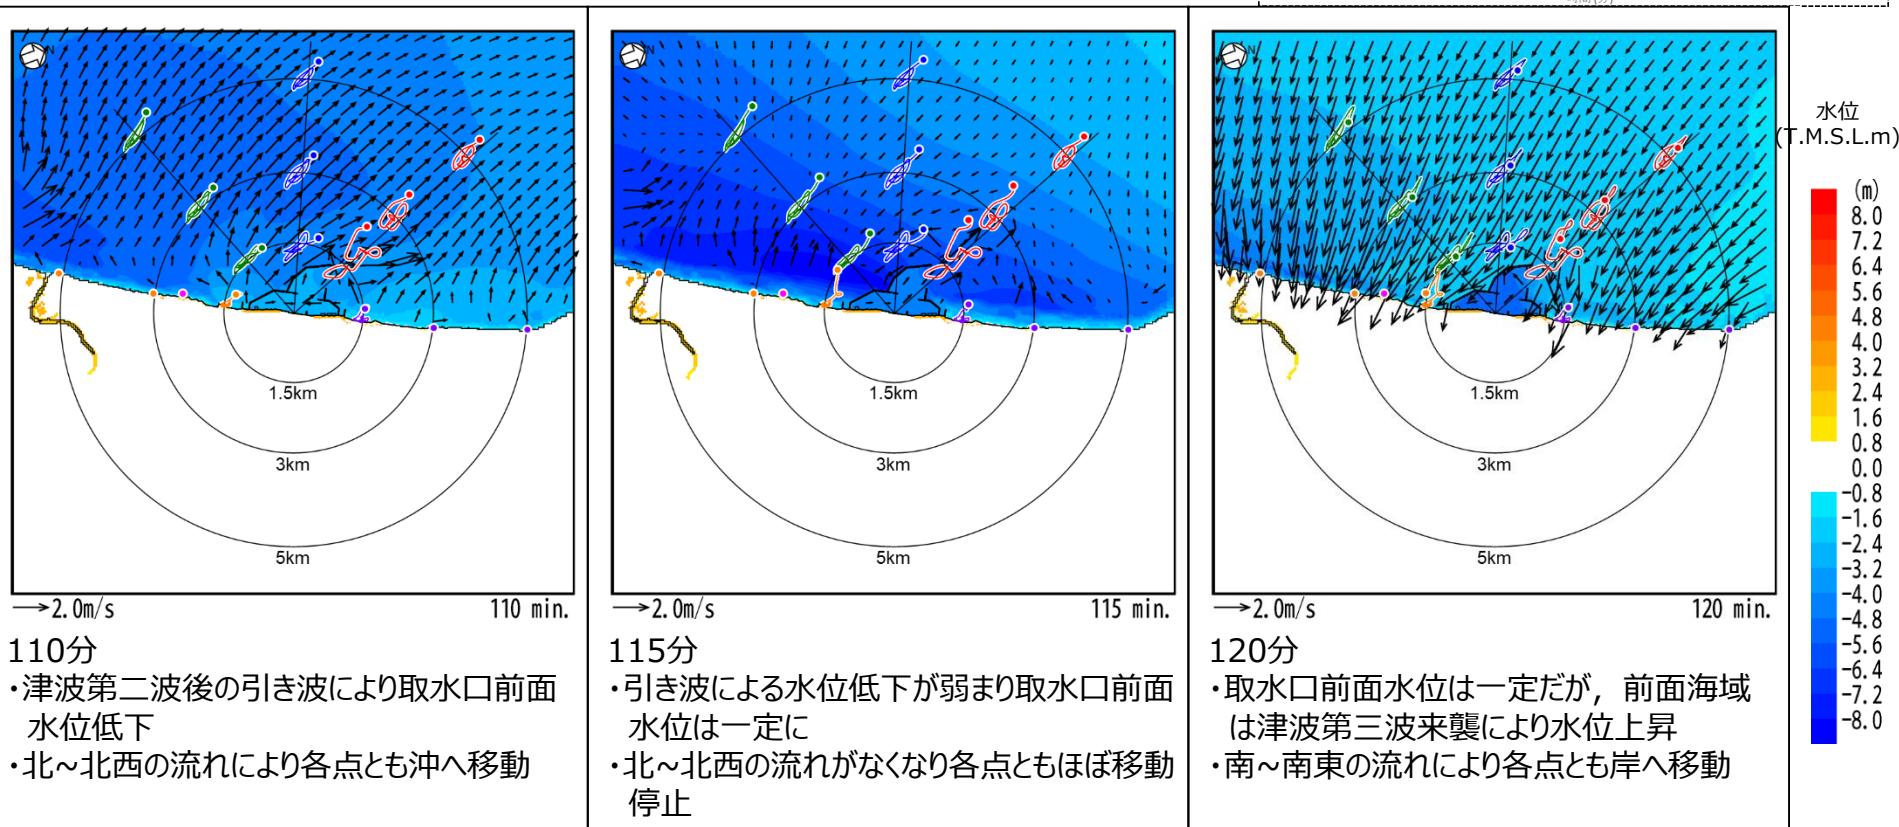 時間(分)
N
1.5km
3km
5km
→2.0m/s
110 min.
N
1.5km
3km
5km
→2.0m/s
115 min.
N
1.5km
3km
5km
→2.0m/s
120 min.
水位
(T.M.S.L.m)
(m)
8.0
7.2
6.4
5.6
4.8
4.0
3.2
2.4
1.6
0.8
0.0
-0.8
-1.6
-2.4
-3.2
-4.0
-4.8
-5.6
-6.4
-7.2
-8.0
110分
・津波第二波後の引き波により取水口前面
水位低下
・北~北西の流れにより各点とも沖へ移動
115分
・引き波による水位低下が弱まり取水口前面
水位は一定に
・北~北西の流れがなくなり各点ともほぼ移動
停止
120分
・取水口前面水位は一定だが，前面海域
は津波第三波来襲により水位上昇
・南~南東の流れにより各点とも岸へ移動